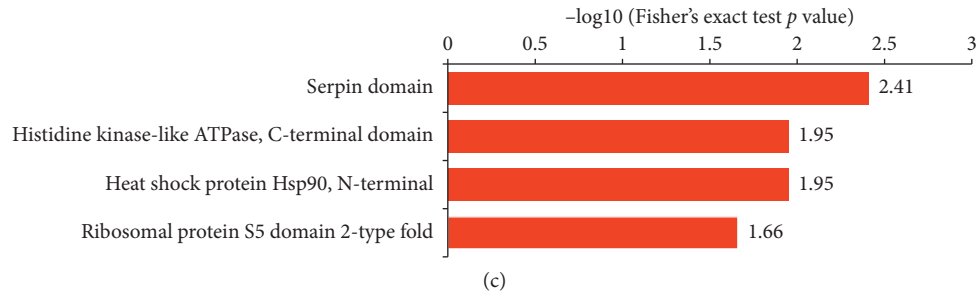 –log10 (Fisher’s exact test p value)
0 0.5 1 1.5 2 2.5 3
Serpin domain 2.41
Histidine kinase-like ATPase, C-terminal domain 1.95
Heat shock protein Hsp90, N-terminal 1.95
Ribosomal protein S5 domain 2-type fold 1.66
(c)